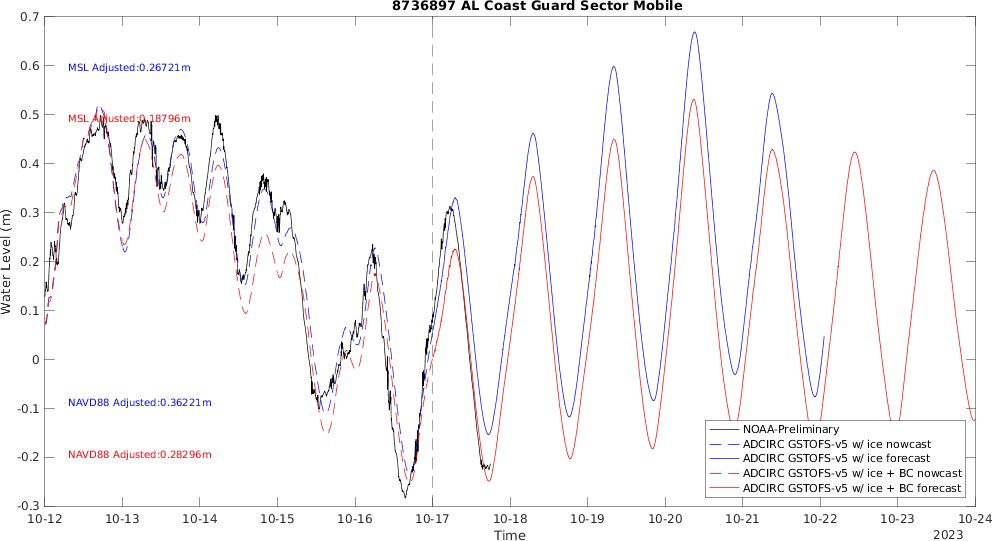 8736897 AL Coast Guard Sector Mobile
0.7
0.6
0.5
0.4
0.3
0.2
0.1
0
-0.1
-0.2
-0.3
Water Level (m)
MSL Adjusted:0.26721m
MSL Adjusted:0.18796m
NAVD88 Adjusted:0.36221m
NAVD88 Adjusted:0.28296m
NOAA-Preliminary
ADCIRC GSTOFS-v5 w/ ice nowcast
ADCIRC GSTOFS-v5 w/ ice forecast
ADCIRC GSTOFS-v5 w/ ice + BC nowcast
ADCIRC GSTOFS-v5 w/ ice + BC forecast
10-12 10-13 10-14 10-15 10-16 10-17 10-18 10-19 10-20 10-21 10-22 10-23 10-24
Time
2023